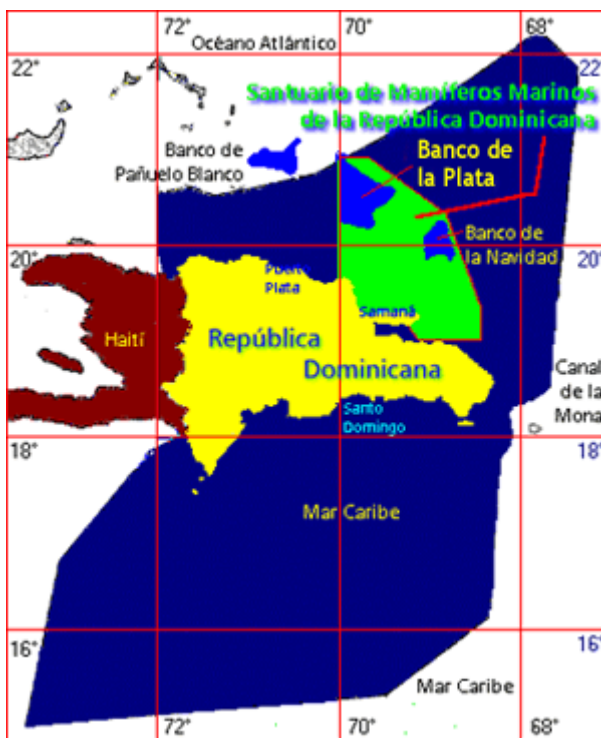 72°
70°
68°
Océano Atlántico
22°
22°
Santuario de Mamíferos Marinos
de la República Dominicana
Banco de
Pañuelo Blanco
Banco de
la Plata
Banco de
la Navidad
20°
20°
Puerto
Plata
Samaná
Haití
República
Dominicana
Canal
de la
Mona
Santo
Domingo
18°
18°
Mar Caribe
16°
16°
Mar Caribe
72°
70°
68°